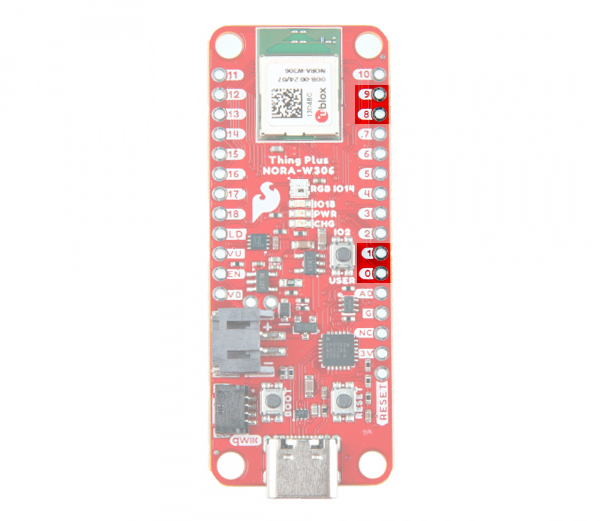 NORA-W306
ublox
11
10
12
9
13
8
14
7
15
6
Thing Plus
NORA-W306
16
5
RGB IO14
17
4
IO18
18
PWR
3
CHG
LD
IO2
2
VU
1
EN
USER
0
VB
A0
+
G
NC
3V
BOOT
RESET
RESET
qwiic